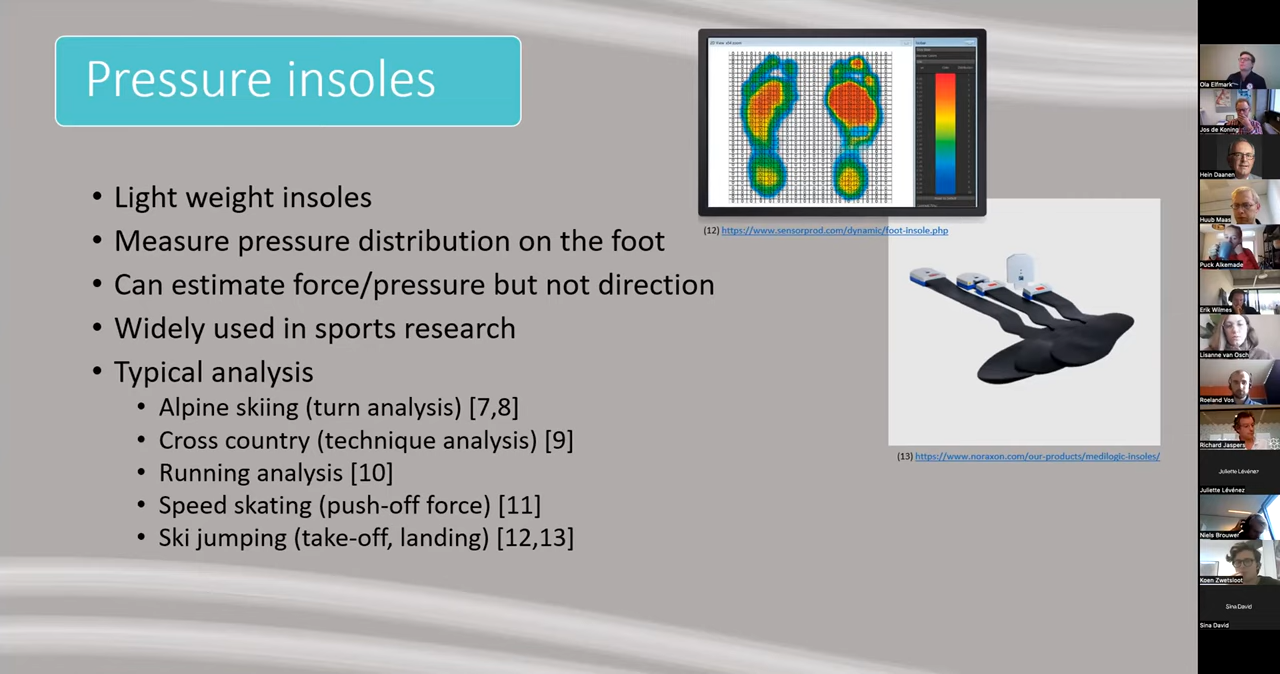 Pressure insoles
• Light weight insoles
• Measure pressure distribution on the foot
• Can estimate force/pressure but not direction
• Widely used in sports research
• Typical analysis
• Alpine skiing (turn analysis) [7,8]
• Cross country (technique analysis) [9]
• Running analysis [10]
• Speed skating (push-off force) [11]
• Ski jumping (take-off, landing) [12,13]
(12) https://www.sensorprod.com/dynamic/foot-insole.php
(13) https://www.noraxon.com/our-products/medilogic-insoles/
Ola Elfmark
Jos de Koning
Hein Daanen
Huub Maas
Puck Alkemade
Erik Wilmes
Lisanne van Osch
Roeland Vos
Richard Jaspers
Juliette Lévénez
Juliette Lévénez
Niels Brouwer
Koen Zwetsloot
Sina David
Sina David